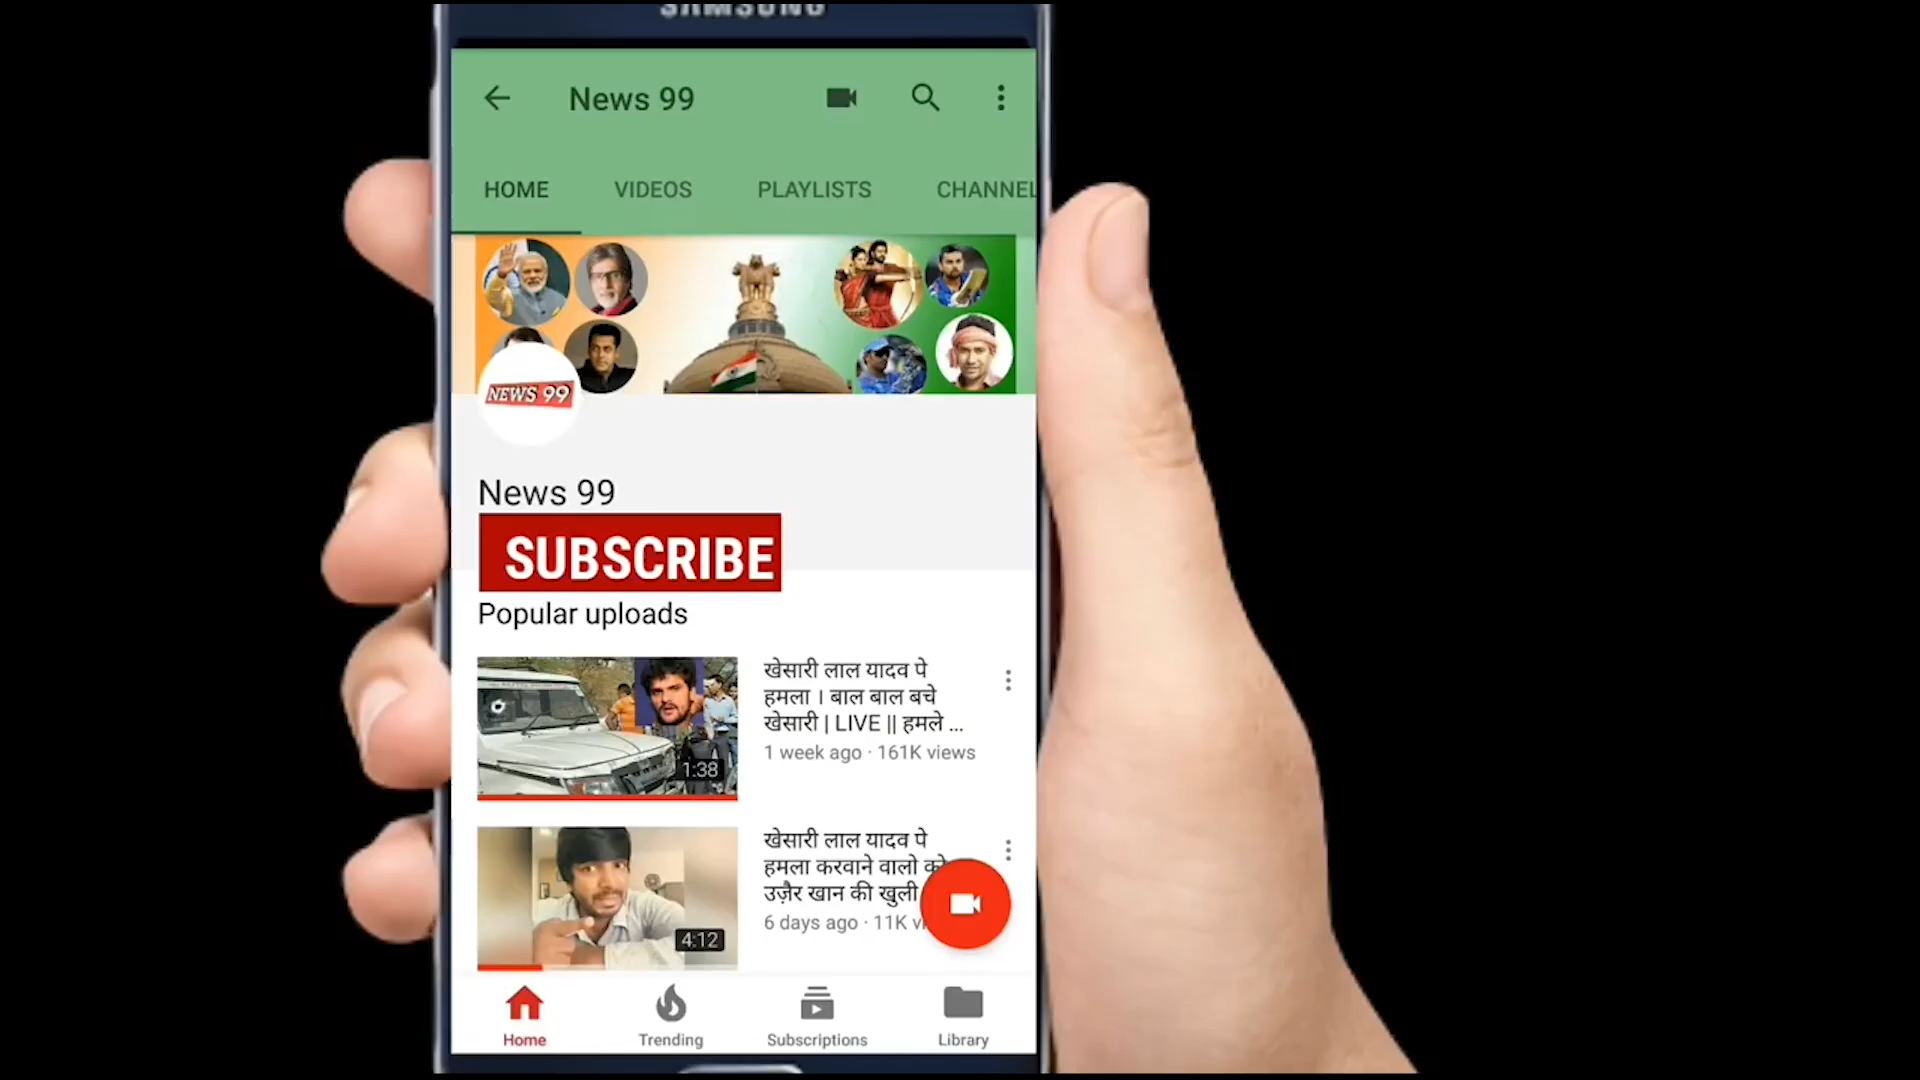 SAMSUNG
News 99
HOME VIDEOS PLAYLISTS CHANNEL
NEWS 99
News 99
SUBSCRIBE
Popular uploads
खेसारी लाल यादव पे
हमला । बाल बाल बचे
खेसारी | LIVE || हमले ...
1 week ago · 161K views
1:38
खेसारी लाल यादव पे
हमला करवाने वालो को
उज़ैर खान की खुली
6 days ago · 11K
4:12
Home Trending Subscriptions Library